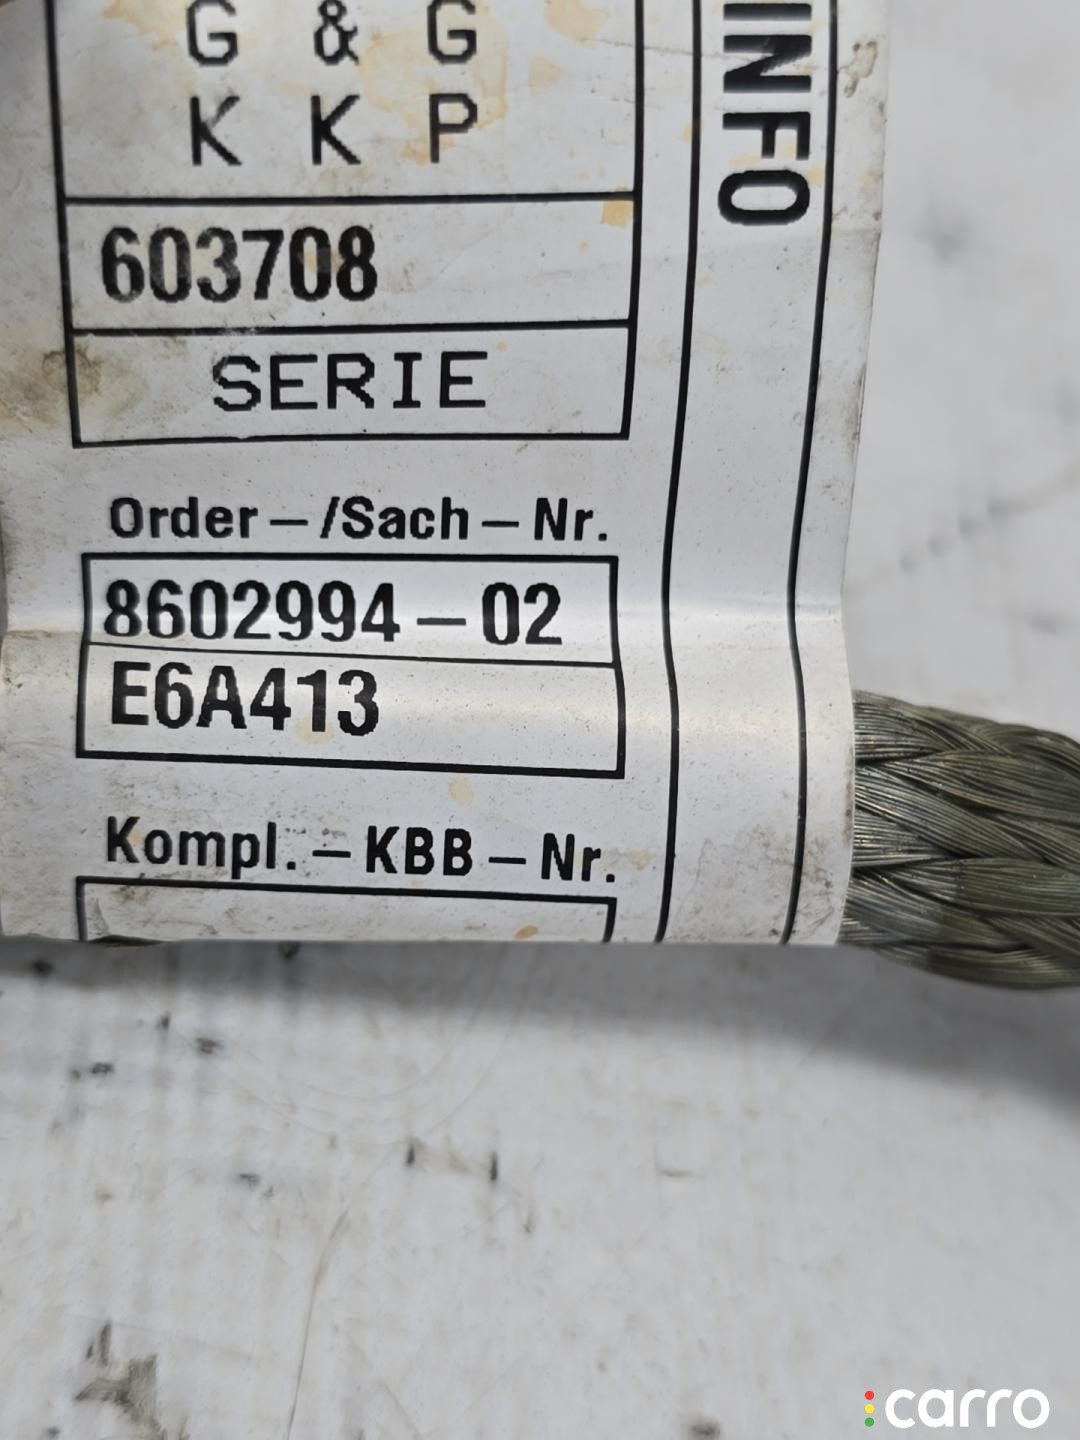 G & G
K K P
603708
SERIE
Order-/Sach-Nr.
8602994-02
E6A413
Kompl.-KBB-Nr.
INFO
carro